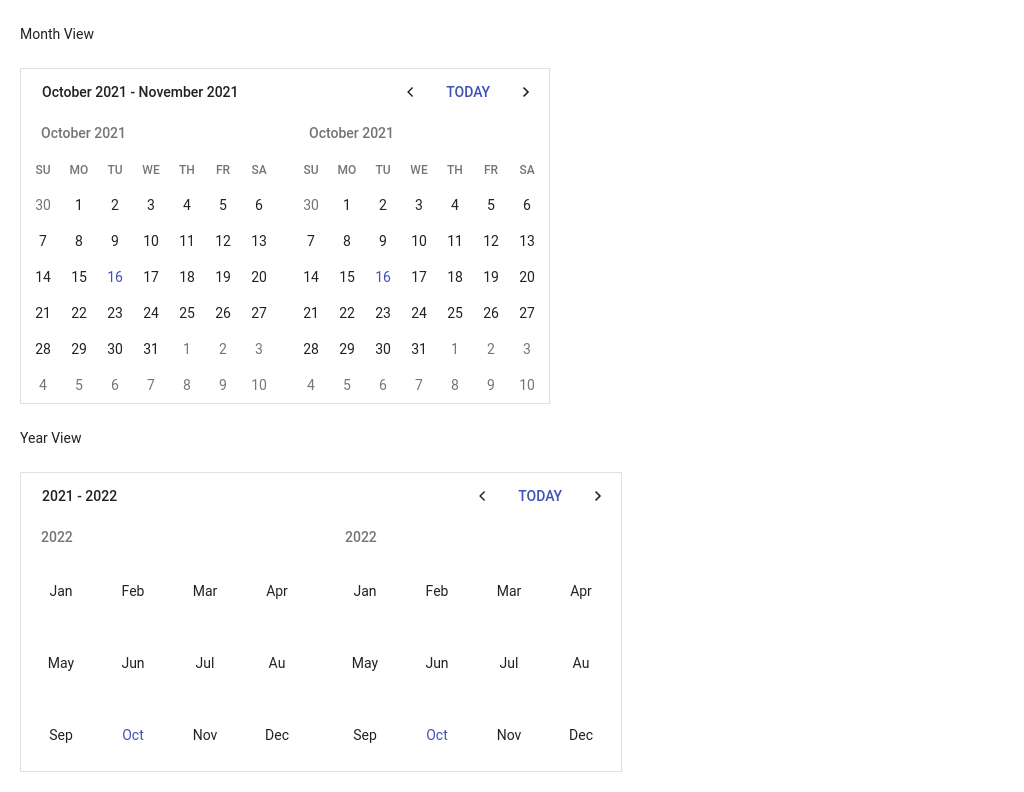 Month View
October 2021 - November 2021 TODAY
October 2021 October 2021
SU MO TU WE TH FR SA SU MO TU WE TH FR SA
30 1 2 3 4 5 6 30 1 2 3 4 5 6
7 8 9 10 11 12 13 7 8 9 10 11 12 13
14 15 16 17 18 19 20 14 15 16 17 18 19 20
21 22 23 24 25 26 27 21 22 23 24 25 26 27
28 29 30 31 1 2 3 28 29 30 31 1 2 3
4 5 6 7 8 9 10 4 5 6 7 8 9 10
Year View
2021 - 2022 TODAY
2022 2022
Jan Feb Mar Apr Jan Feb Mar Apr
May Jun Jul Au May Jun Jul Au
Sep Oct Nov Dec Sep Oct Nov Dec